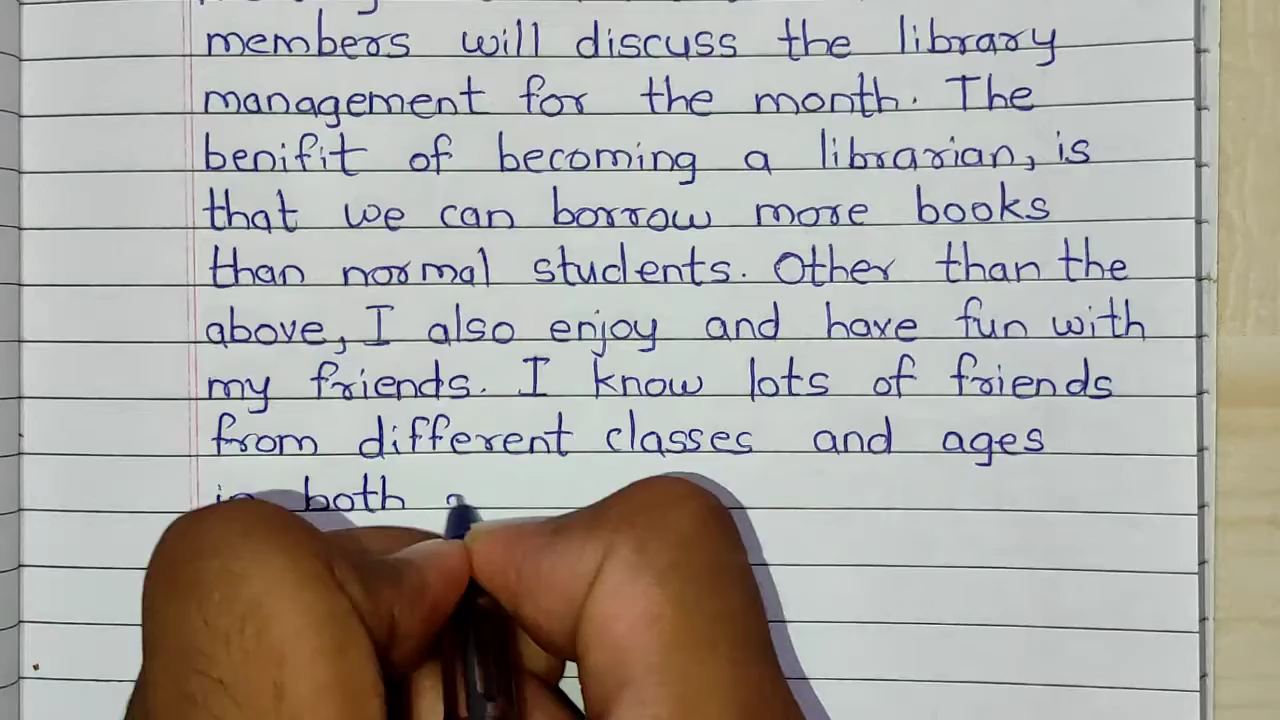 members will discuss the library
management for the month. The
benifit of becoming a librarian, is
that we can borrow more books
than normal students. Other than the
above, I also enjoy and have fun with
my friends. I know lots of friends
from different classes and ages
in both